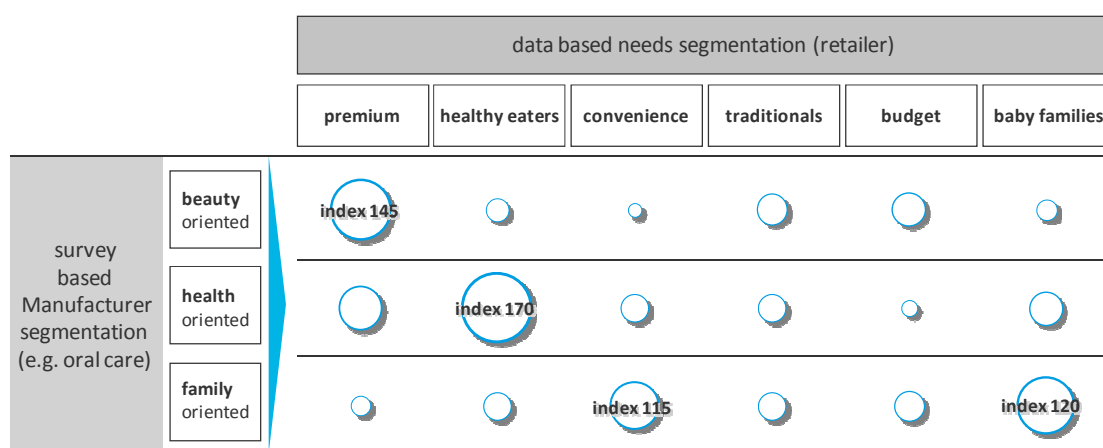 data based needs segmentation (retailer)
premium
healthy eaters
convenience
traditionals
budget
baby families
survey
based
Manufacturer
segmentation
(e.g. oral care)
beauty
oriented
index 145
health
oriented
index 170
family
oriented
index 115
index 120